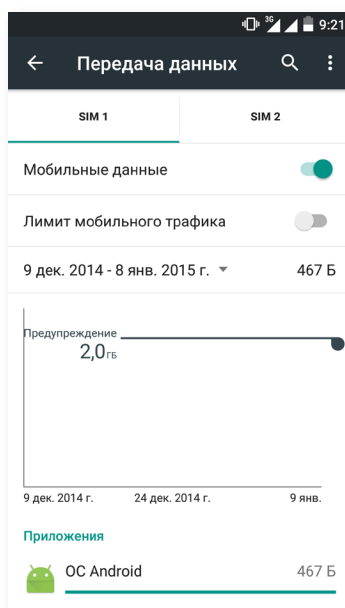 3G 9:21
Передача данных
SIM 1 SIM 2
Мобильные данные
Лимит мобильного трафика
9 дек. 2014 - 8 янв. 2015 г. 467 Б
Предупреждение
2,0 ГБ
9 дек. 2014 г. 24 дек. 2014 г. 9 янв.
Приложения
ОС Android 467 Б